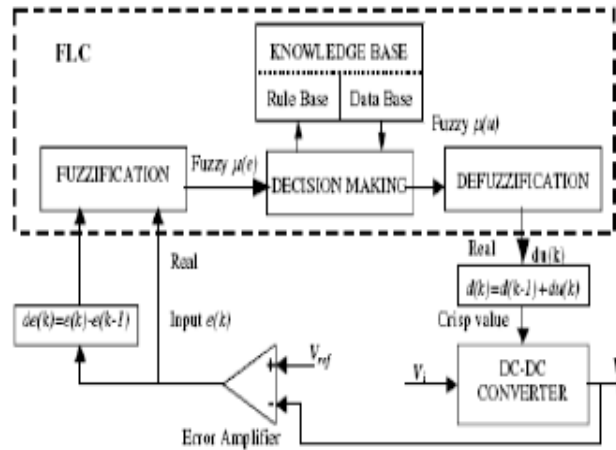 FLC
KNOWLEDGE BASE
Rule Base
Data Base
Fuzzy μ(u)
FUZZIFICATION
Fuzzy μ(e)
DECISION MAKING
DEFUZZIFICATION
Real
Real
du(k)
de(k)=e(k)-e(k-1)
Input e(k)
d(k)=d(k-1)+du(k)
Crisp value
+
Vref
-
Vi
DC-DC
CONVERTER
Error Amplifier